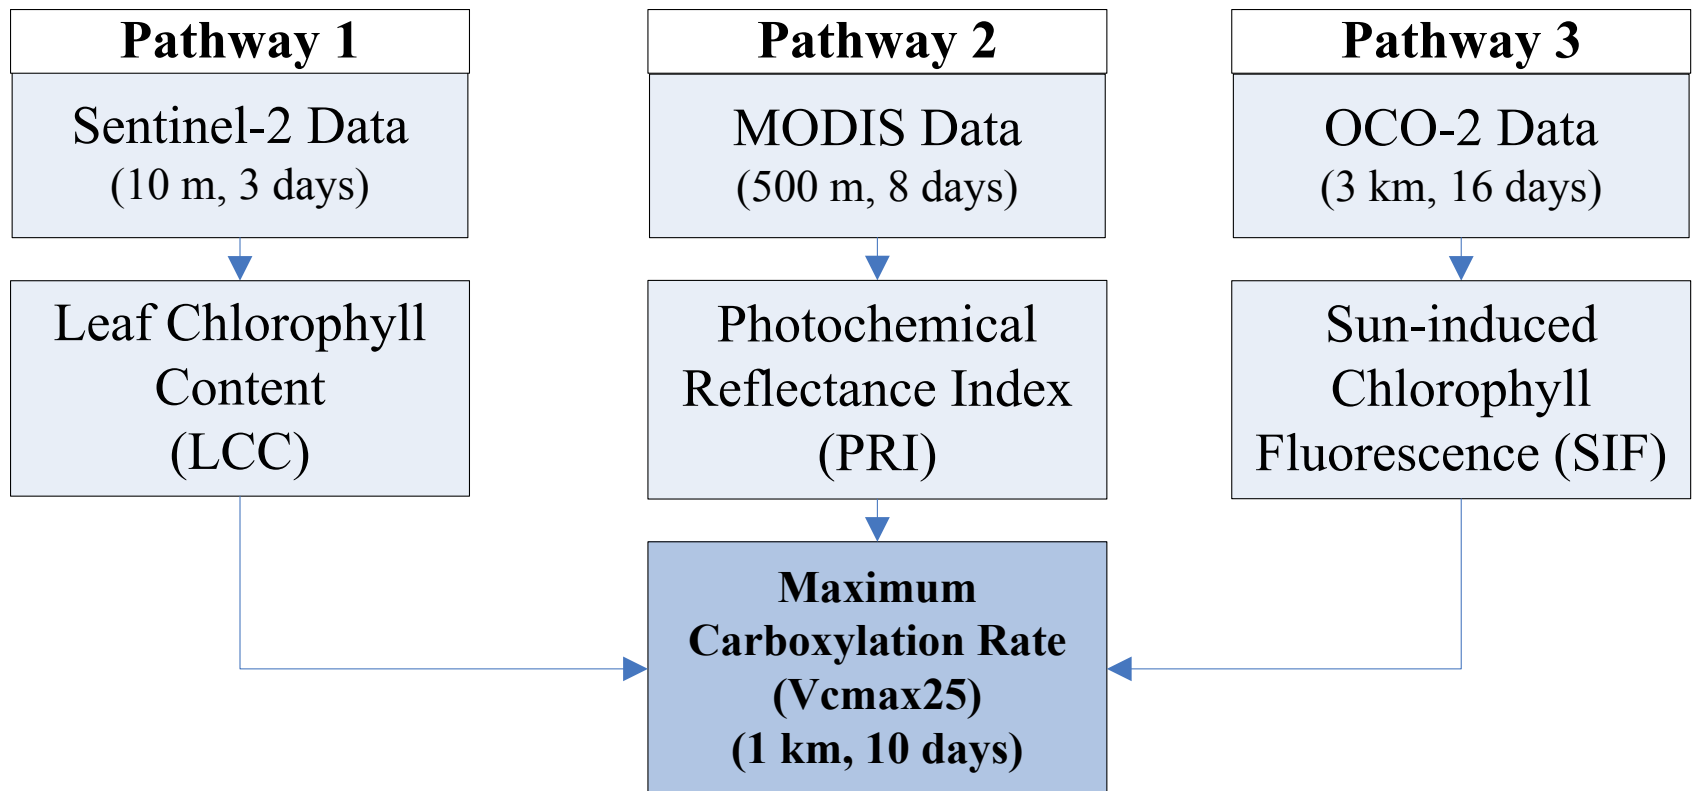 Pathway 1
Sentinel-2 Data
(10 m, 3 days)
Leaf Chlorophyll
Content
(LCC)
Pathway 2
MODIS Data
(500 m, 8 days)
Photochemical
Reflectance Index
(PRI)
Pathway 3
OCO-2 Data
(3 km, 16 days)
Sun-induced
Chlorophyll
Fluorescence (SIF)
Maximum
Carboxylation Rate
(Vcmax25)
(1 km, 10 days)